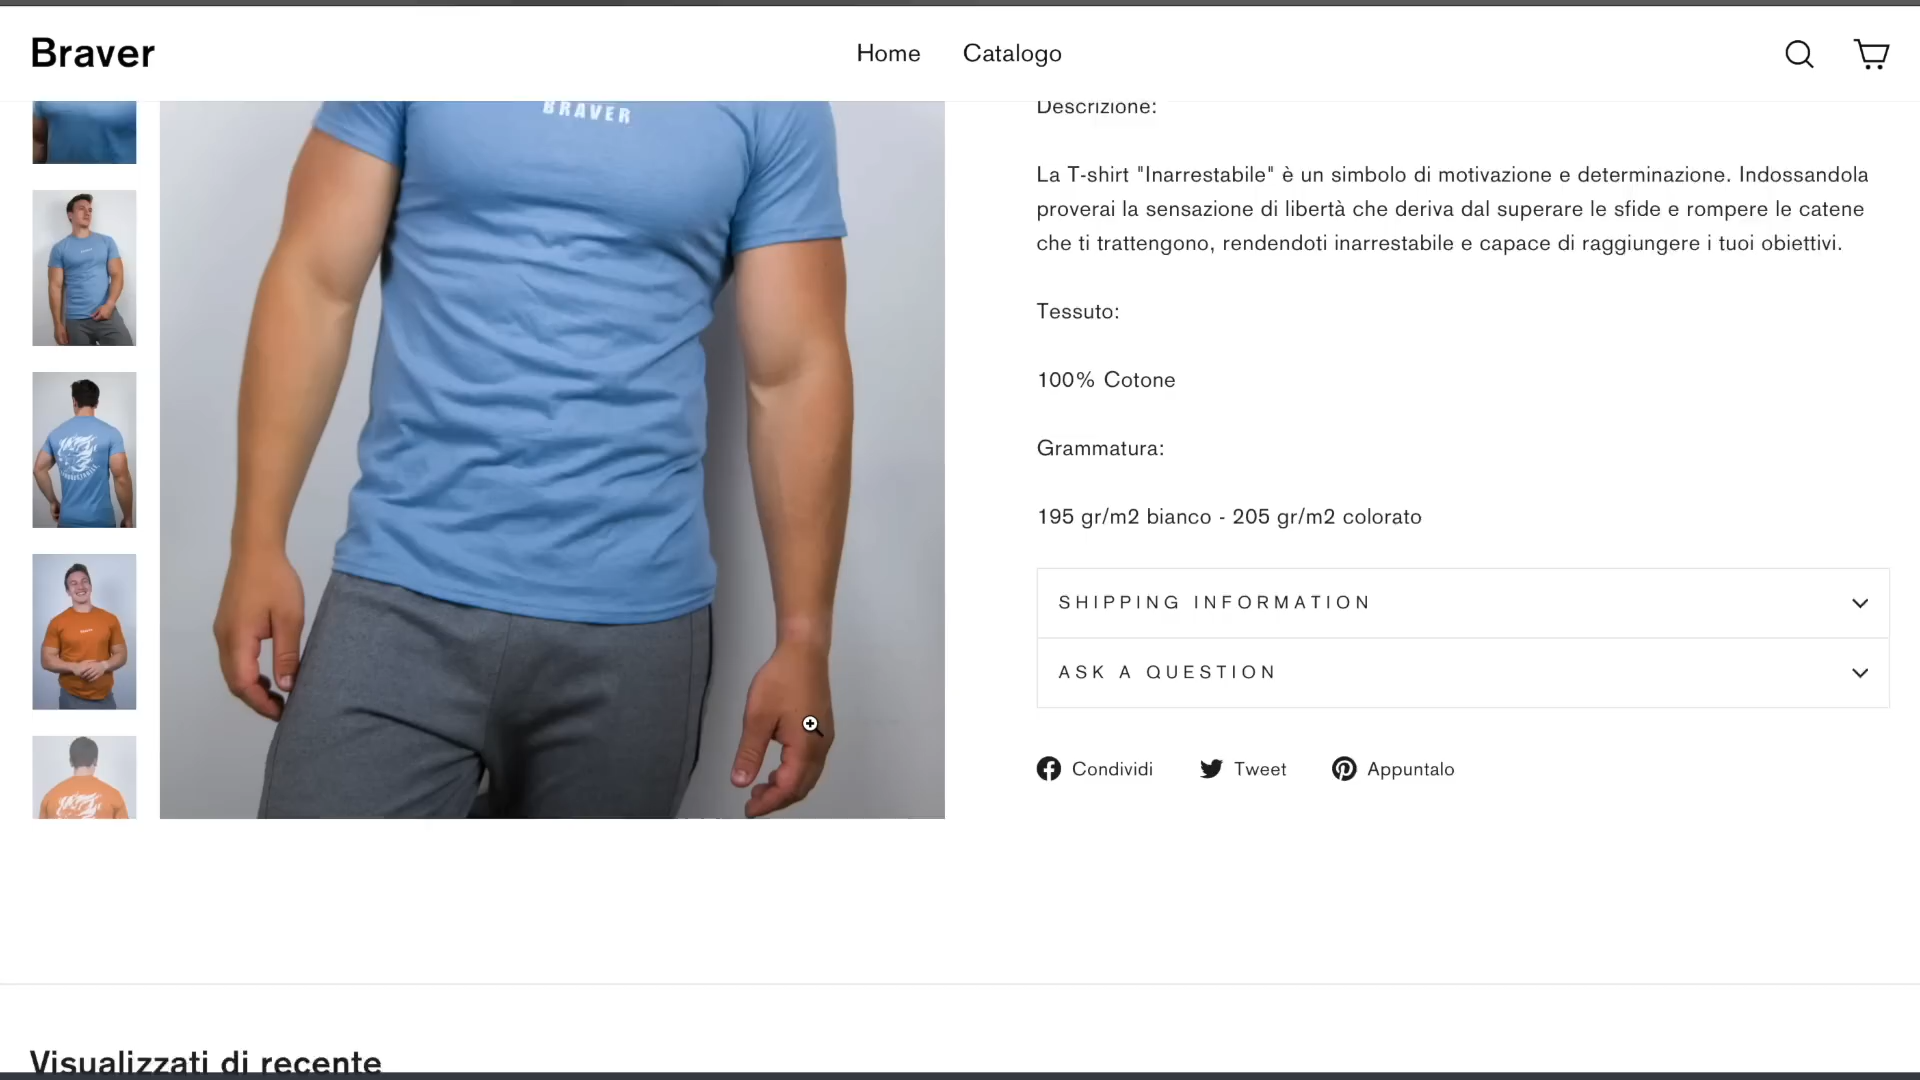 Braver
Home
Catalogo
BRAVER
Descrizione:
La T-shirt "Inarrestabile" è un simbolo di motivazione e determinazione. Indossandola
proverai la sensazione di libertà che deriva dal superare le sfide e rompere le catene
che ti trattengono, rendendoti inarrestabile e capace di raggiungere i tuoi obiettivi.
Tessuto:
100% Cotone
Grammatura:
195 gr/m2 bianco - 205 gr/m2 colorato
SHIPPING INFORMATION
ASK A QUESTION
Condividi
Tweet
Appuntalo
Visualizzati di recente